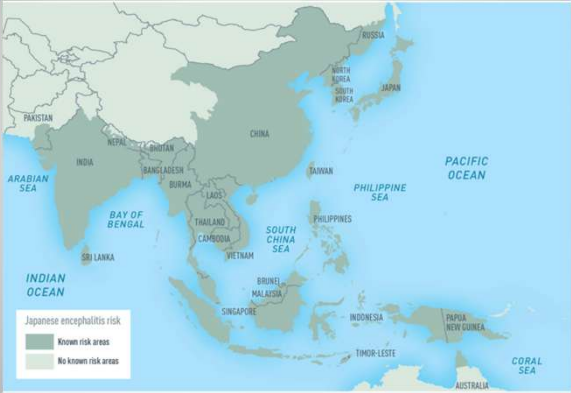 RUSSIA
NORTH
KOREA
SOUTH
KOREA
JAPAN
PAKISTAN
CHINA
NEPAL
BHUTAN
INDIA
BANGLADESH
BURMA
TAIWAN
PACIFIC
OCEAN
ARABIAN
SEA
LAOS
PHILIPPINE
SEA
BAY OF
BENGAL
THAILAND
PHILIPPINES
CAMBODIA
SOUTH
CHINA
SEA
VIETNAM
SRI LANKA
INDIAN
OCEAN
BRUNEI
MALAISIA
SINGAPORE
INDONESIA
PAPUA
NEW GUINEA
TIMOR-LESTE
CORAL
SEA
AUSTRALIA
Japanese encephalitis risk
Known risk areas
No known risk areas